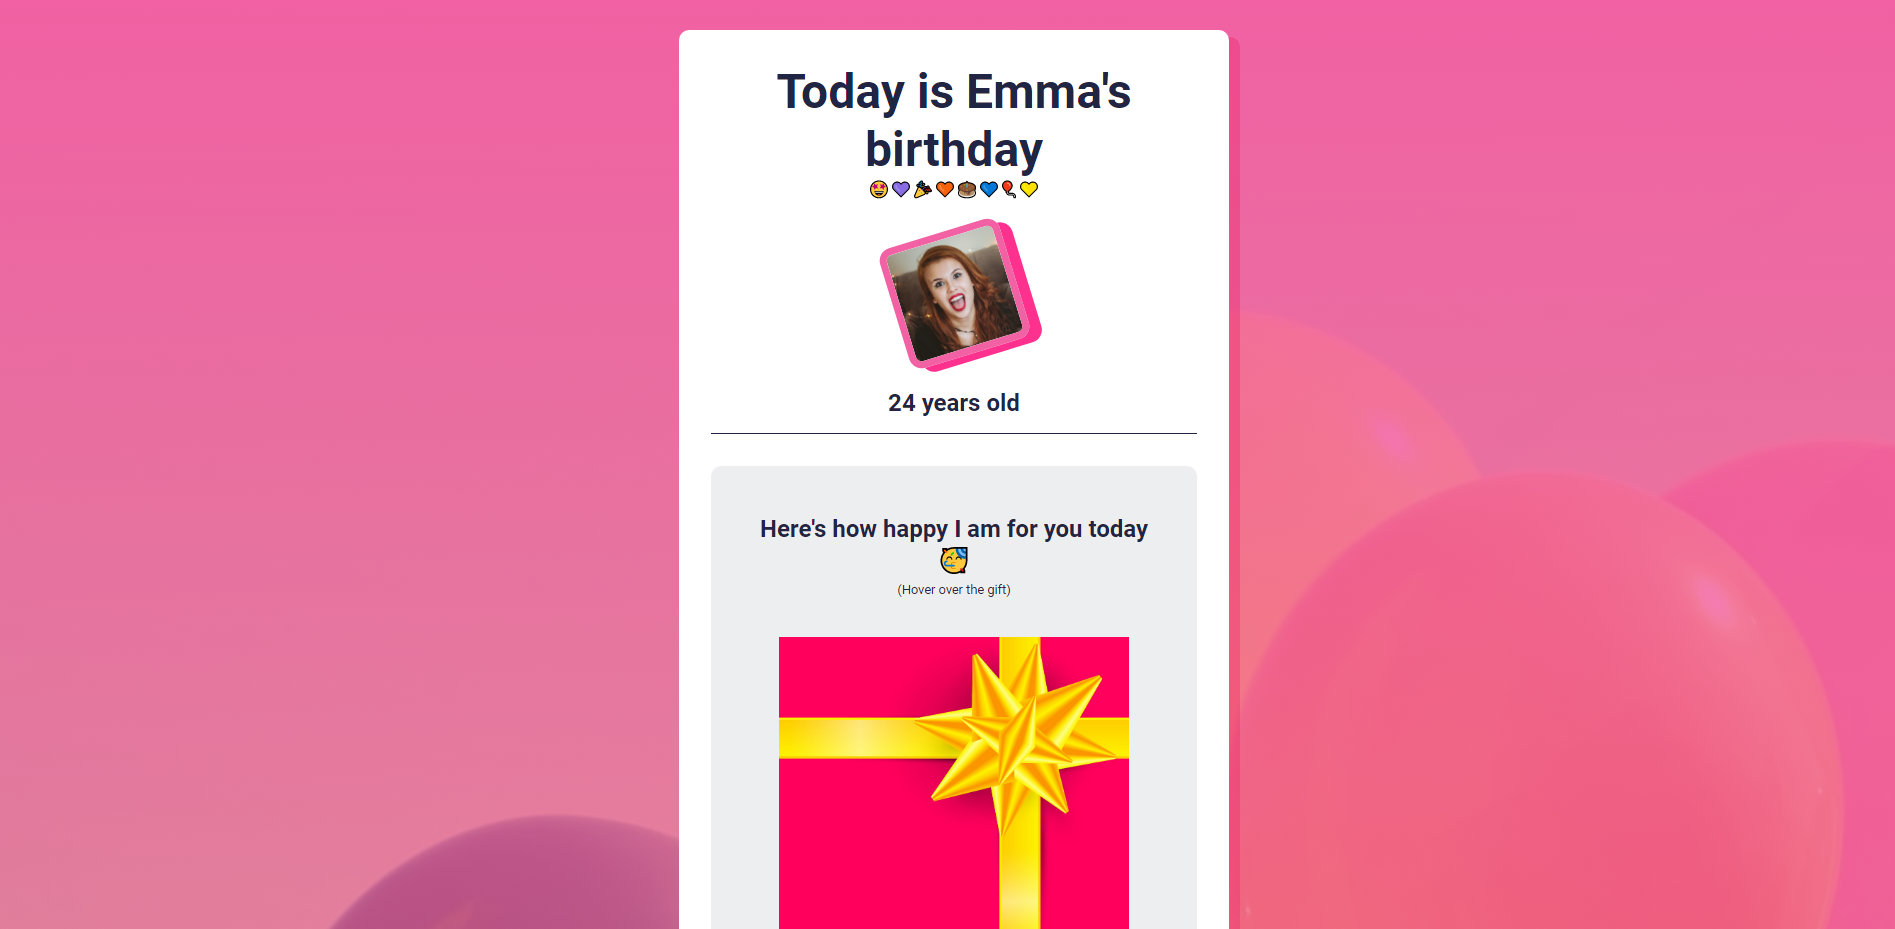 Today is Emma's
birthday
🤩💜🎉🧡🎂💙🎈💛
24 years old
Here's how happy I am for you today
🥳
(Hover over the gift)